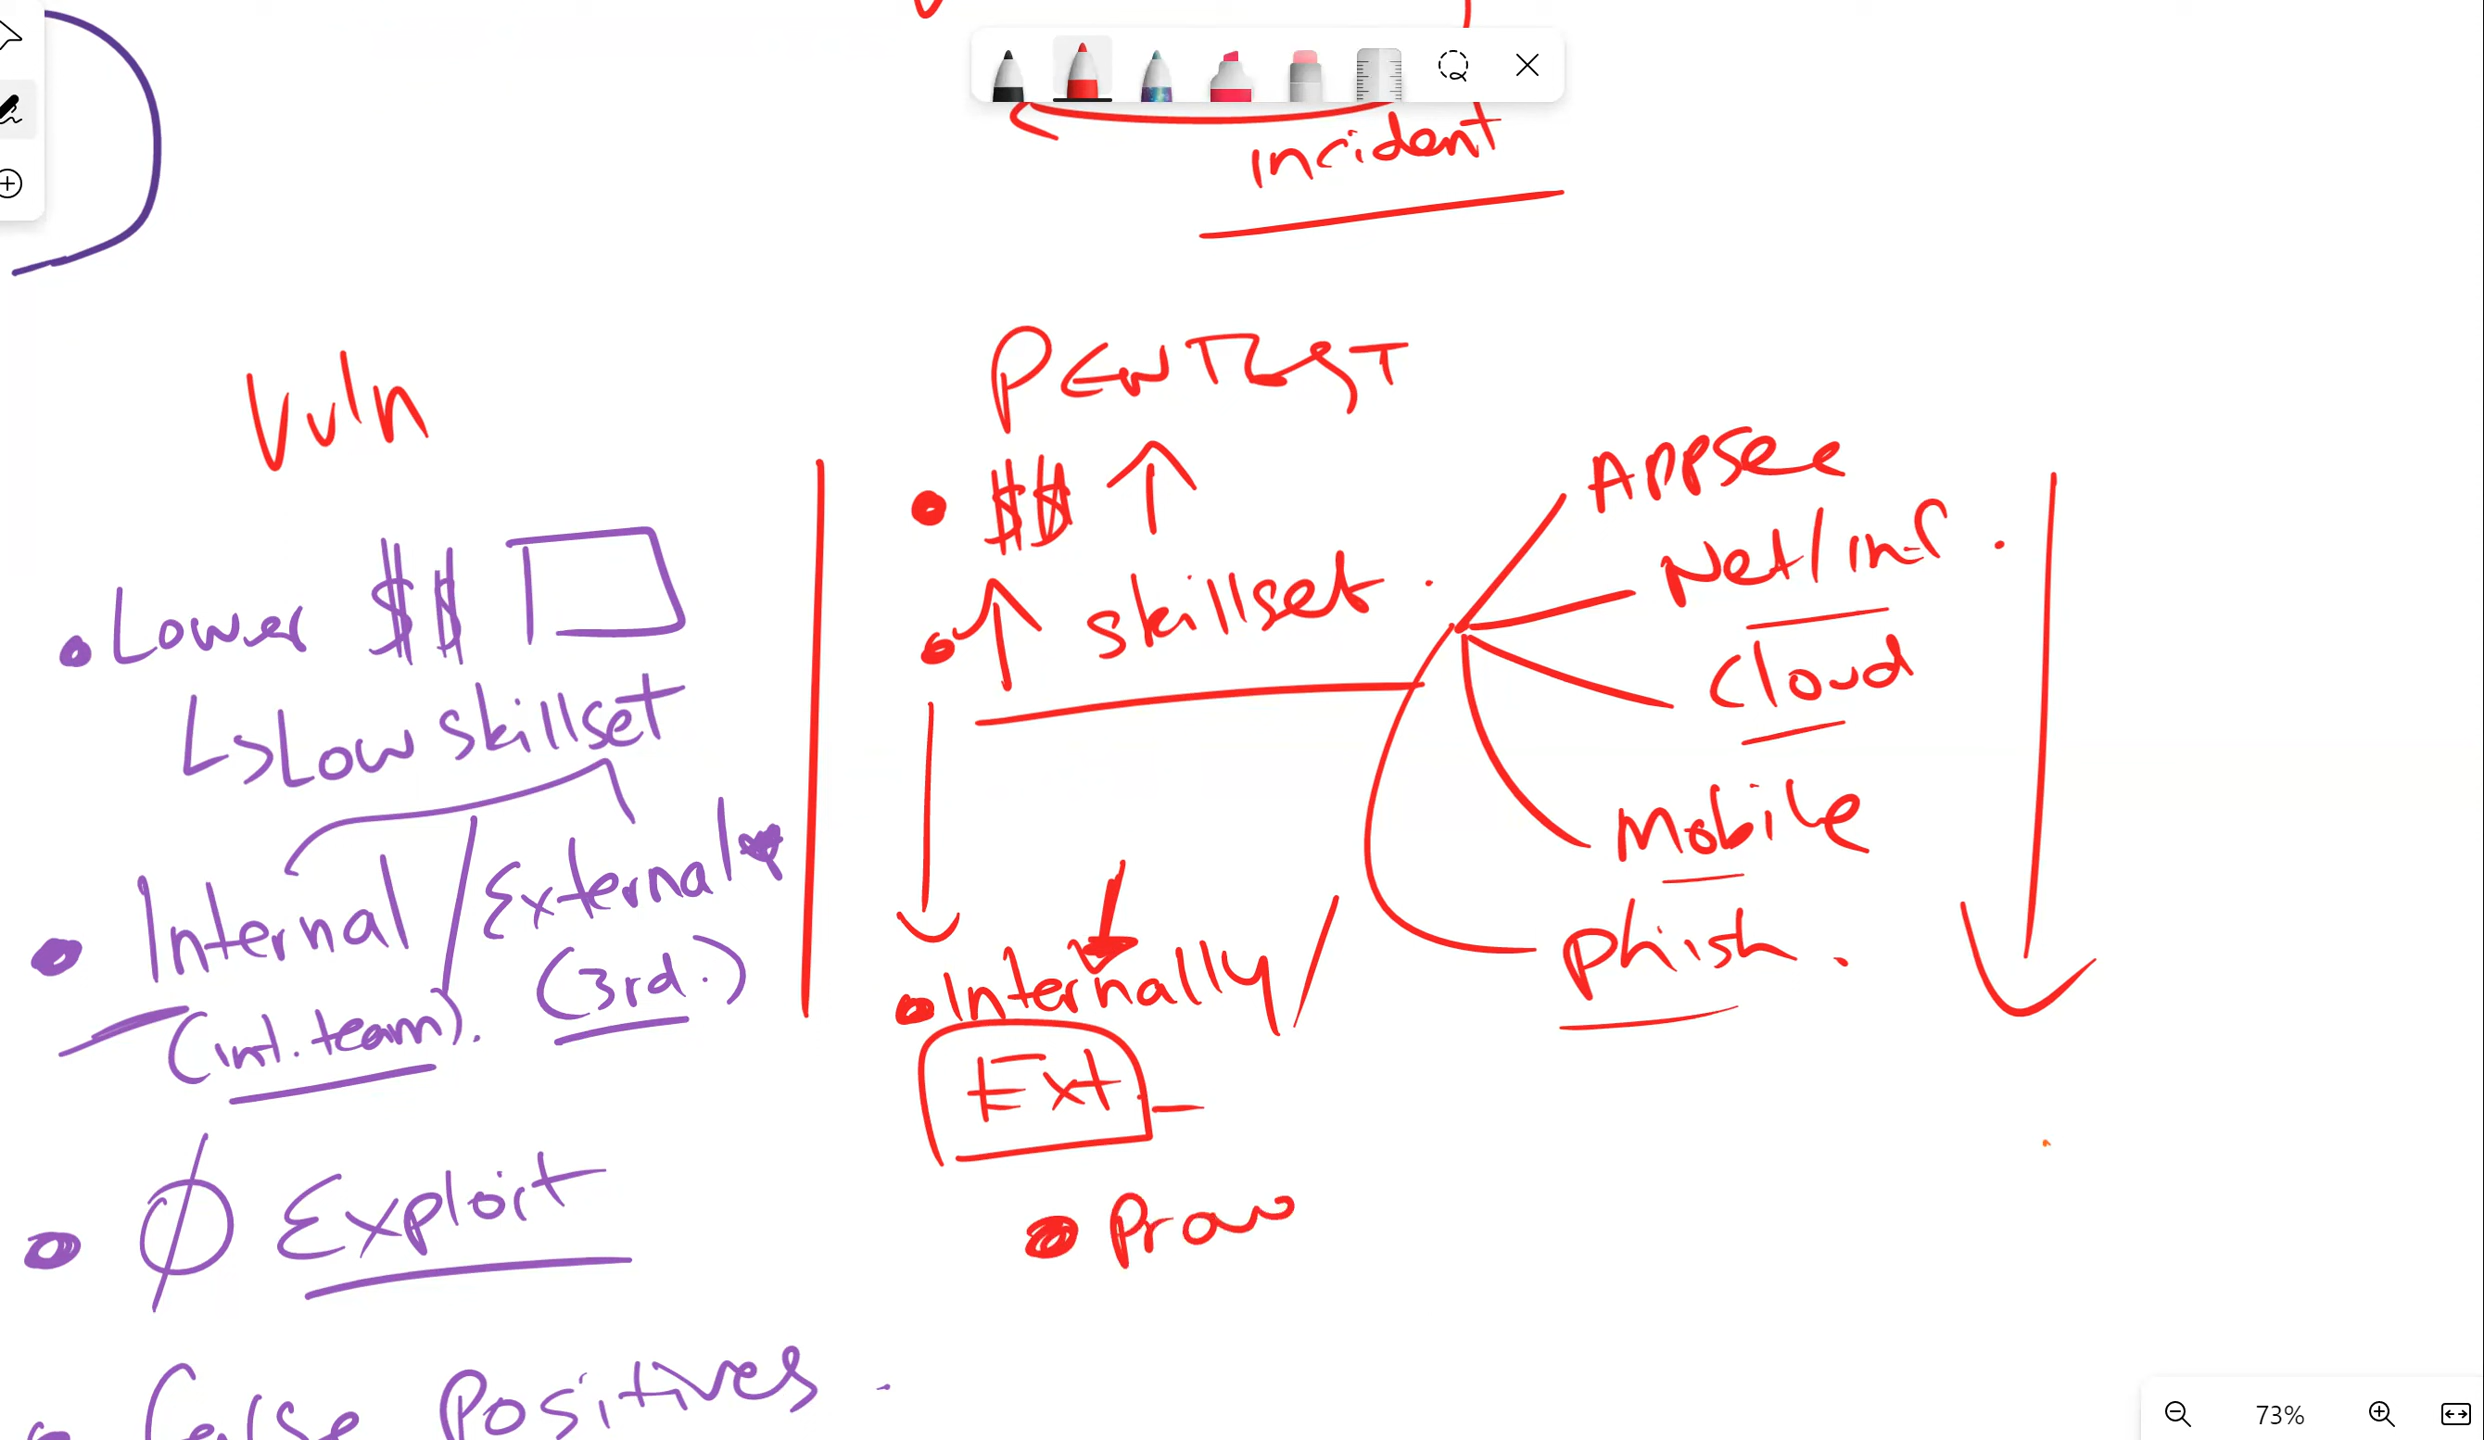 incident
Vuln
• Lower $$
↳ Low skillset
• Internal / External *
(int. team). (3rd.)
• ∅ Exploit
• False Positives.
PENTEST
• $$ ↑
• ↑ skillset.
AppSec
Net/inf.
Cloud
Mobile
Phish.
• Internally /
Ext.
• Prov
73%